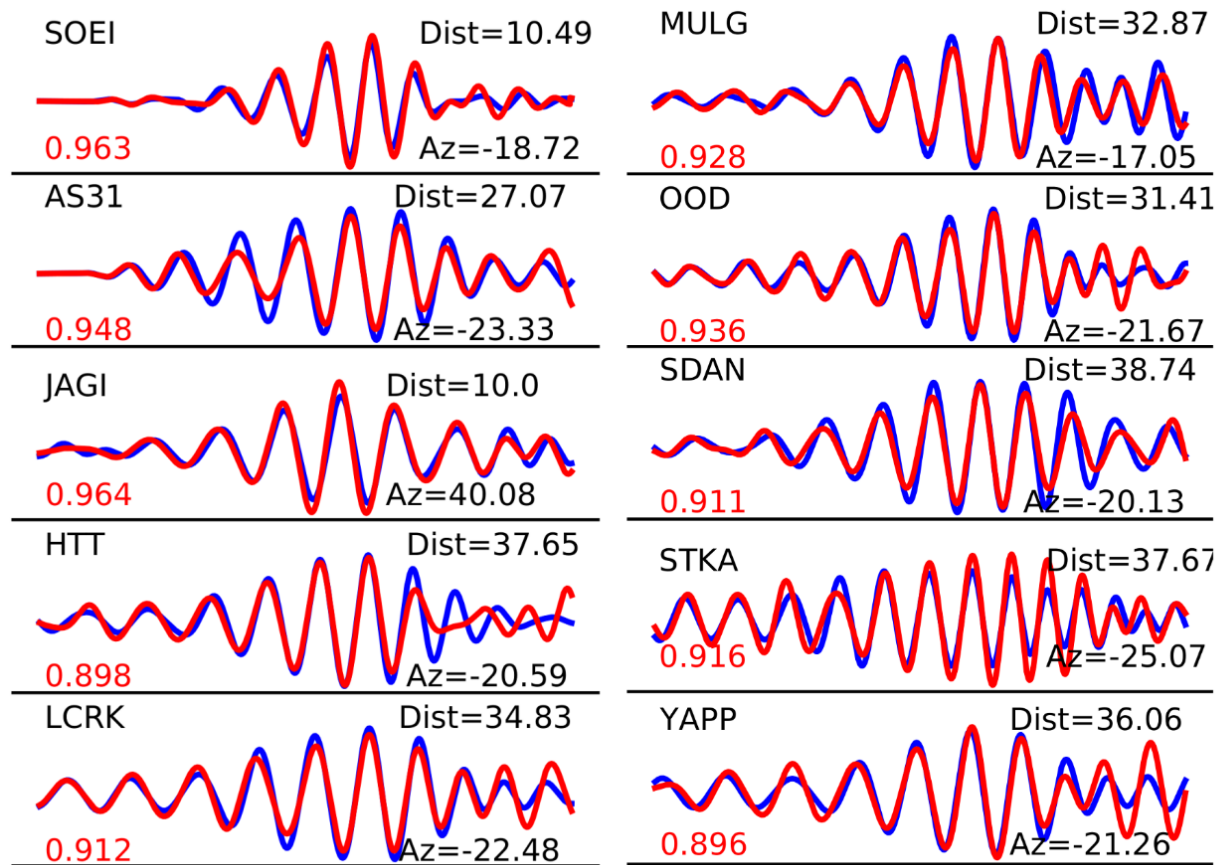 SOEI Dist=10.49
0.963 Az=-18.72
AS31 Dist=27.07
0.948 Az=-23.33
JAGI Dist=10.0
0.964 Az=40.08
HTT Dist=37.65
0.898 Az=-20.59
LCRK Dist=34.83
0.912 Az=-22.48
MULG Dist=32.87
0.928 Az=-17.05
OOD Dist=31.41
0.936 Az=-21.67
SDAN Dist=38.74
0.911 Az=-20.13
STKA Dist=37.67
0.916 Az=-25.07
YAPP Dist=36.06
0.896 Az=-21.26